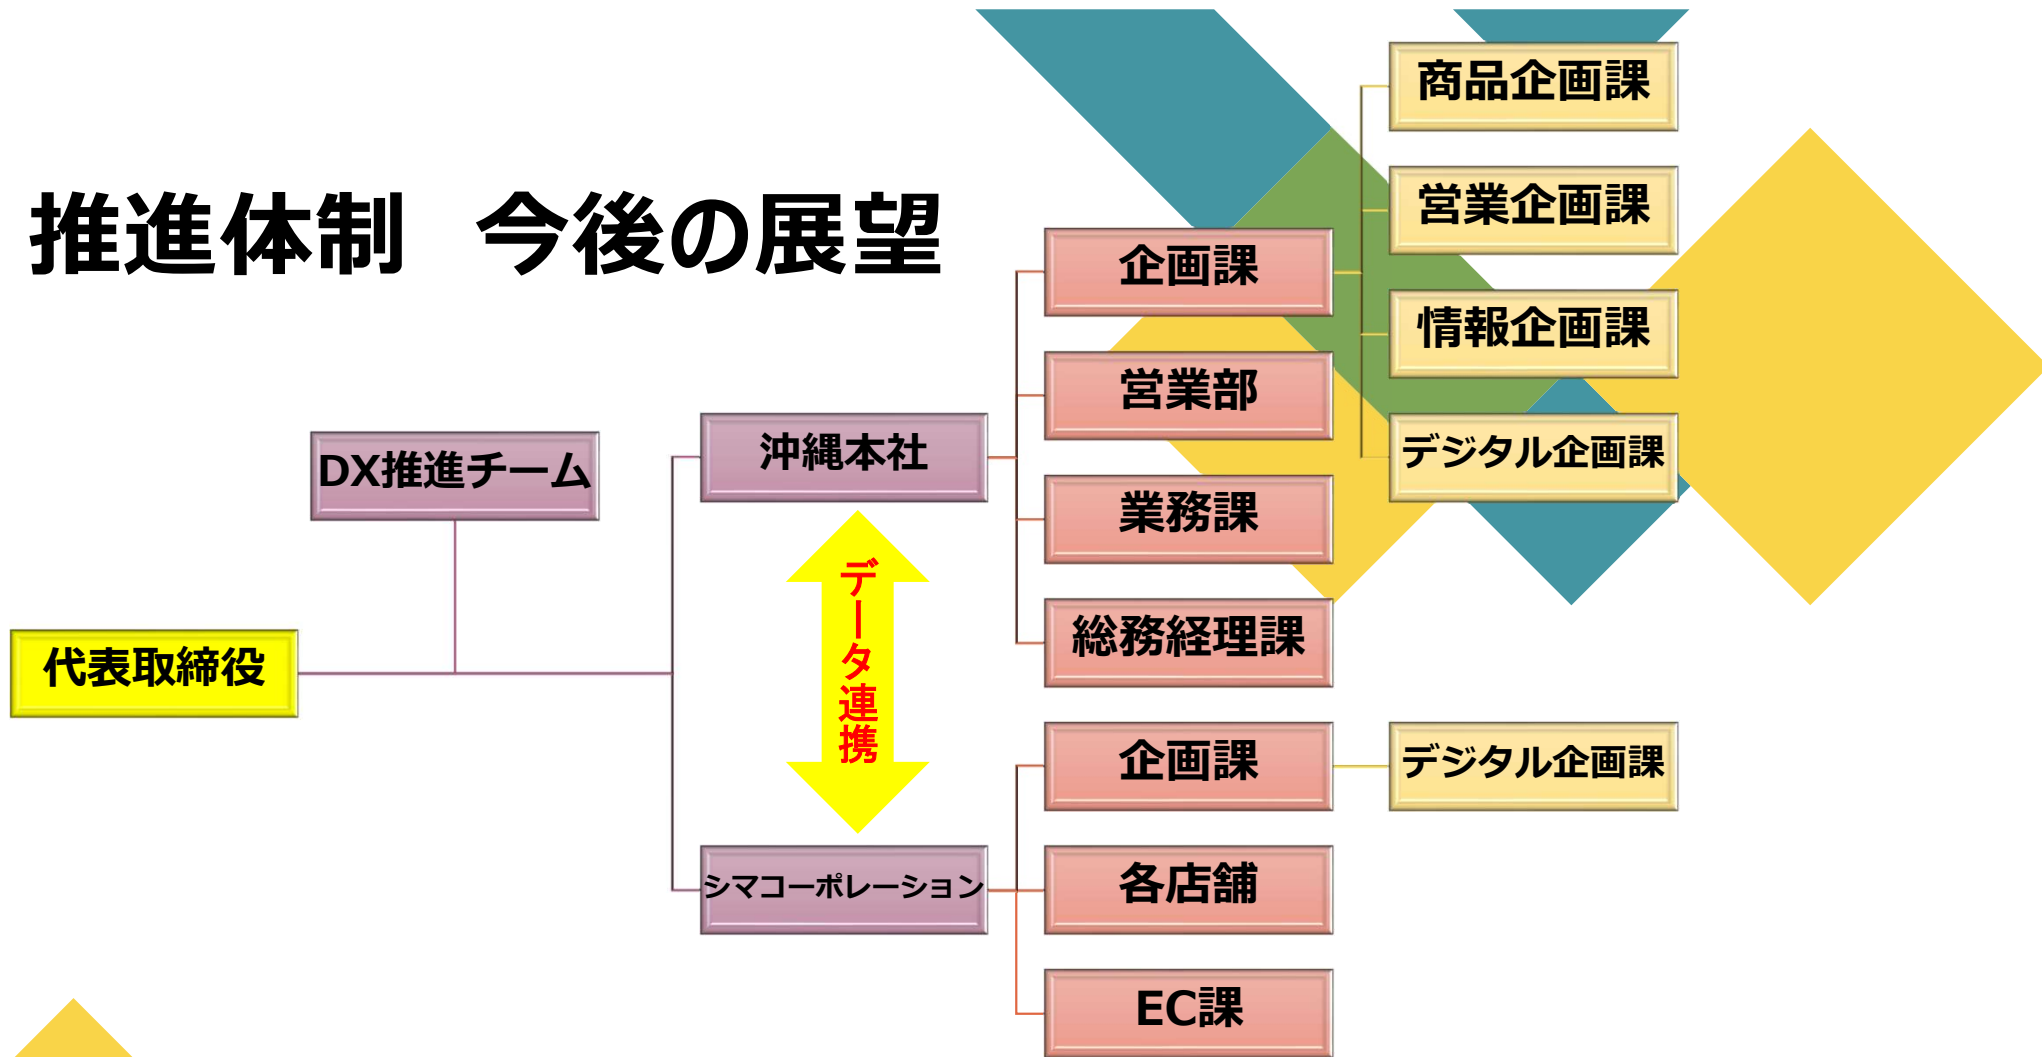 推進体制　今後の展望
代表取締役
DX推進チーム
沖縄本社
データ連携
シマコーポレーション
企画課
営業部
業務課
総務経理課
商品企画課
営業企画課
情報企画課
デジタル企画課
企画課
各店舗
EC課
デジタル企画課